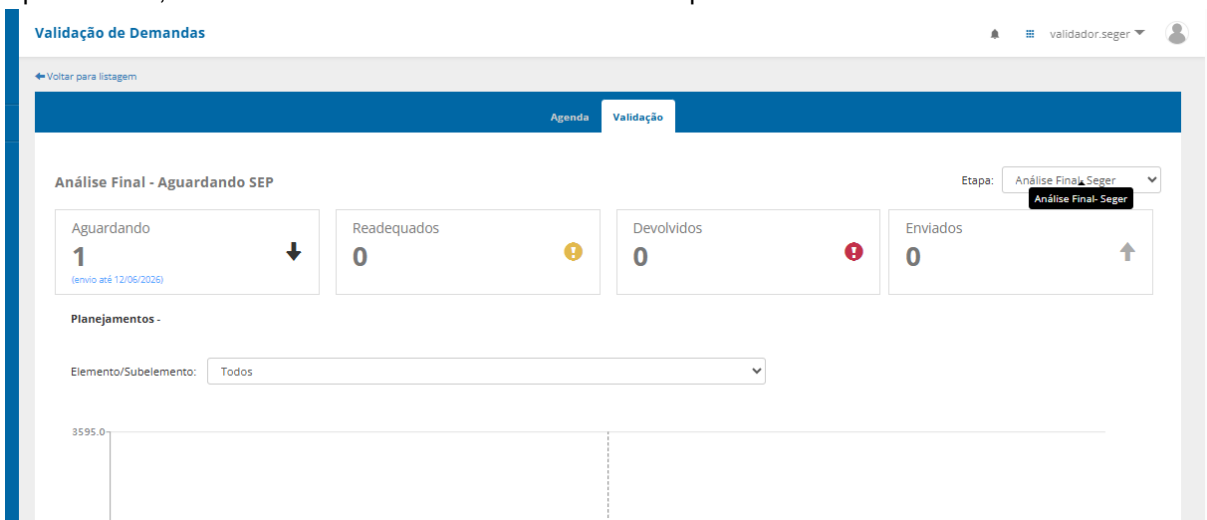 Validação de Demandas
validador.seger
Voltar para listagem
Agenda Validação
Análise Final - Aguardando SEP
Etapa: Análise Final- Seger
Análise Final- Seger
Aguardando
1
(envio até 12/06/2026)
Readequados
0
Devolvidos
0
Enviados
0
Planejamentos -
Elemento/Subelemento: Todos
3595.0